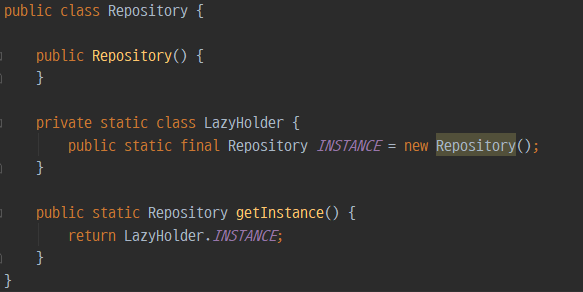 public class Repository {
public Repository() {
}
private static class LazyHolder {
public static final Repository INSTANCE = new Repository();
}
public static Repository getInstance() {
return LazyHolder.INSTANCE;
}
}